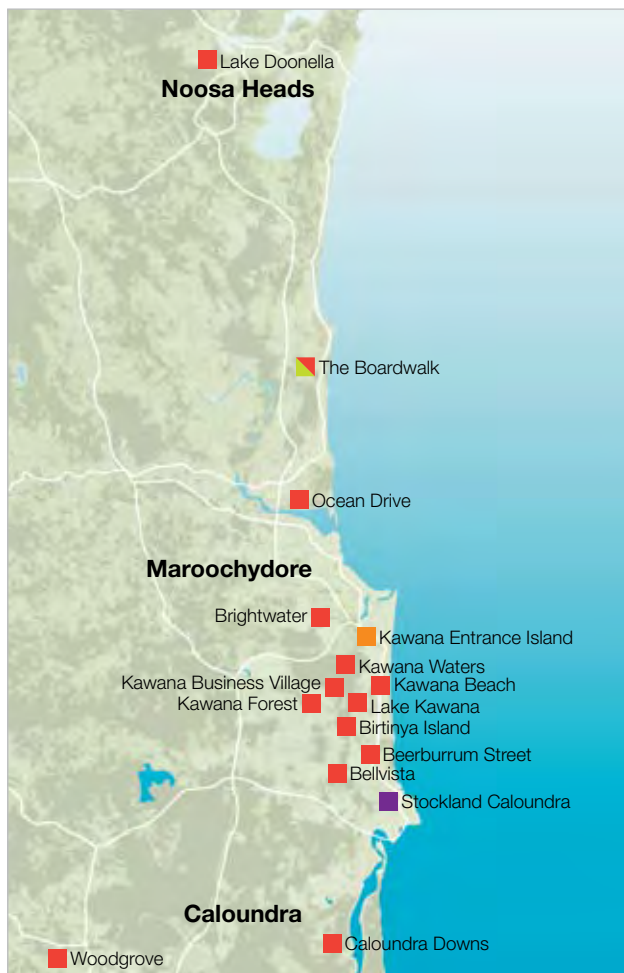 Lake Doonella
Noosa Heads
The Boardwalk
Ocean Drive
Maroochydore
Brightwater
Kawana Entrance Island
Kawana Waters
Kawana Business Village
Kawana Beach
Kawana Forest
Lake Kawana
Birtinya Island
Beerburrum Street
Bellvista
Stockland Caloundra
Caloundra
Caloundra Downs
Woodgrove